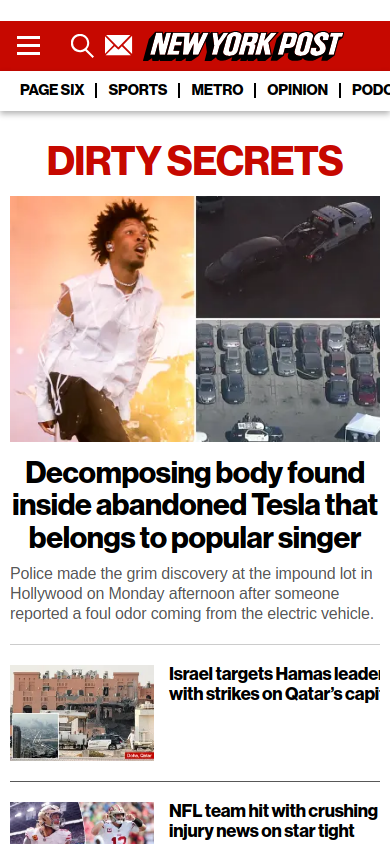 NEW YORK POST
PAGE SIX | SPORTS | METRO | OPINION | PODC
DIRTY SECRETS
Decomposing body found
inside abandoned Tesla that
belongs to popular singer
Police made the grim discovery at the impound lot in
Hollywood on Monday afternoon after someone
reported a foul odor coming from the electric vehicle.
Israel targets Hamas leader
with strikes on Qatar's capi
Doha, Qatar
NFL team hit with crushing
injury news on star tight